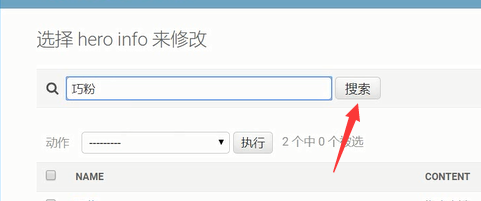 选择 hero info 来修改
巧粉
搜索
动作 --------- 执行 2 个中 0 个被选
NAME CONTENT